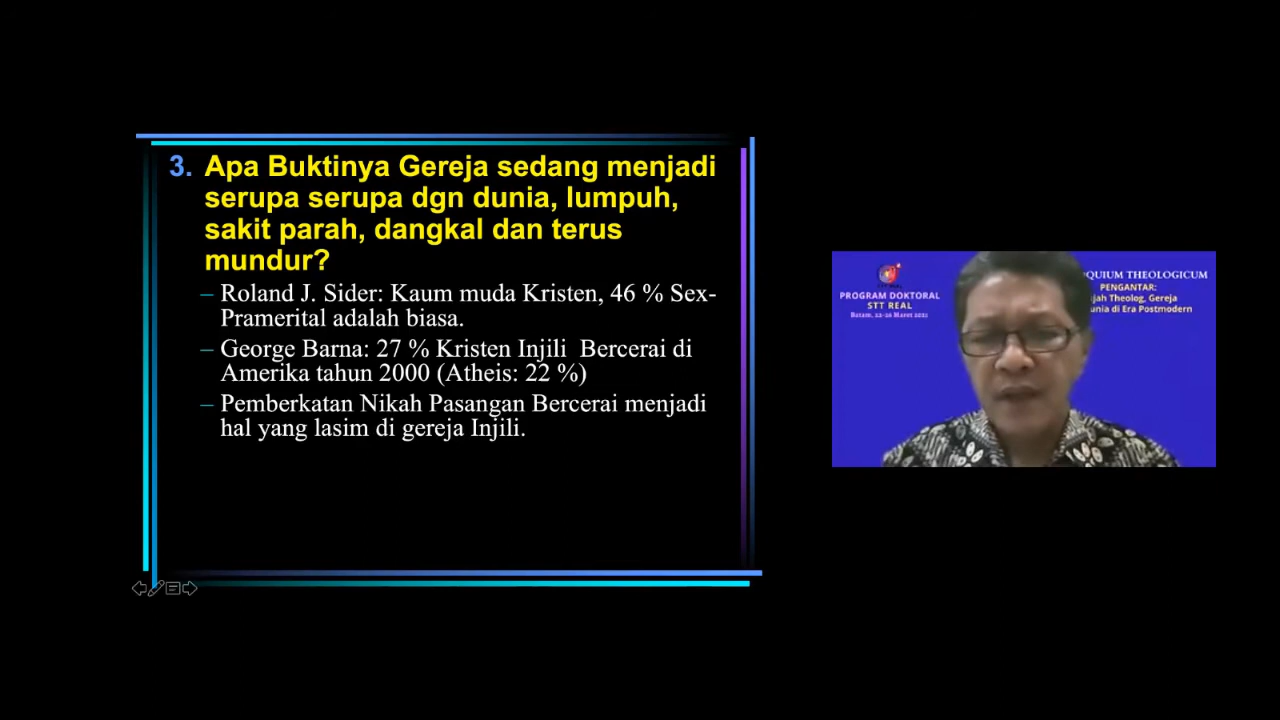 3. Apa Buktinya Gereja sedang menjadi
serupa serupa dgn dunia, lumpuh,
sakit parah, dangkal dan terus
mundur?
– Roland J. Sider: Kaum muda Kristen, 46 % Sex-
Pramerital adalah biasa.
– George Barna: 27 % Kristen Injili Bercerai di
Amerika tahun 2000 (Atheis: 22 %)
– Pemberkatan Nikah Pasangan Bercerai menjadi
hal yang lasim di gereja Injili.
PROGRAM DOKTORAL
STT REAL
THEOLOGICUM
PENGANTAR:
Theolog, Gereja
di Era Postmodern